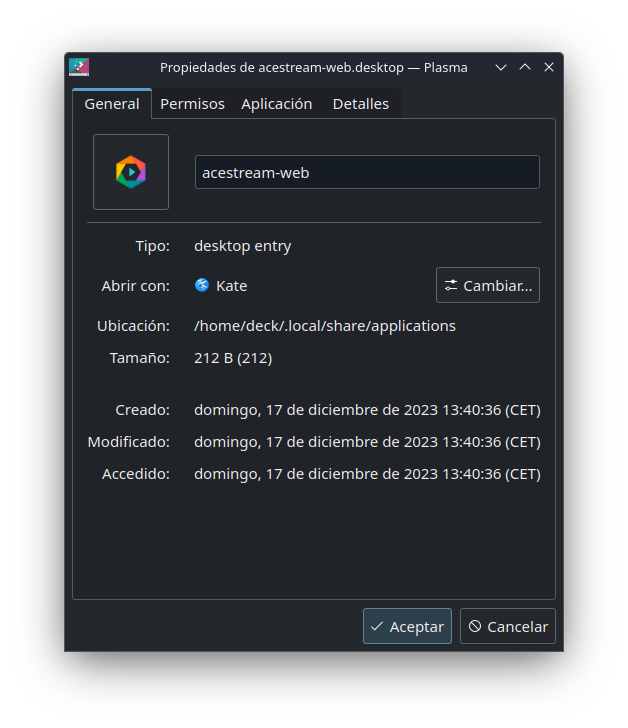 Propiedades de acestream-web.desktop — Plasma
General Permisos Aplicación Detalles
acestream-web
Tipo: desktop entry
Abrir con: Kate Cambiar...
Ubicación: /home/deck/.local/share/applications
Tamaño: 212 B (212)
Creado: domingo, 17 de diciembre de 2023 13:40:36 (CET)
Modificado: domingo, 17 de diciembre de 2023 13:40:36 (CET)
Accedido: domingo, 17 de diciembre de 2023 13:40:36 (CET)
Aceptar Cancelar